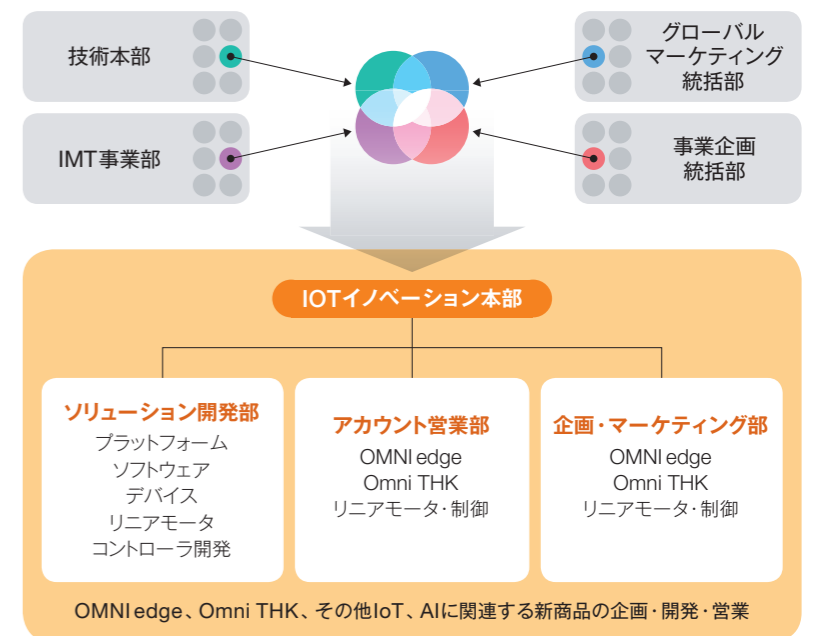 技術本部
グローバル
マーケティング
統括部
IMT事業部
事業企画
統括部
IOTイノベーション本部
ソリューション開発部
プラットフォーム
ソフトウェア
デバイス
リニアモータ
コントローラ開発
アカウント営業部
OMNI edge
Omni THK
リニアモータ・制御
企画・マーケティング部
OMNI edge
Omni THK
リニアモータ・制御
OMNI edge、Omni THK、その他IoT、AIに関連する新商品の企画・開発・営業